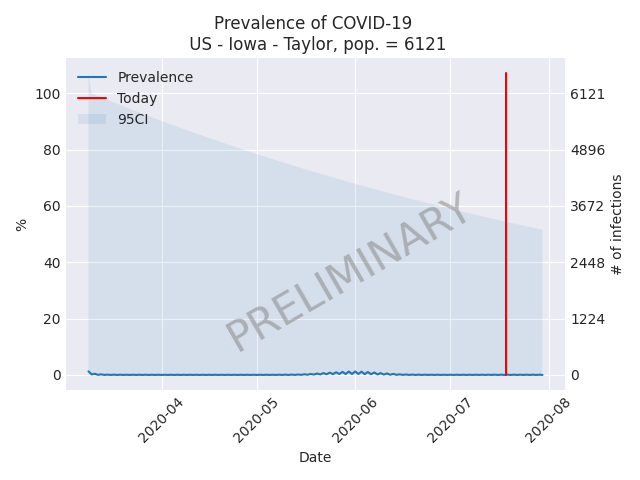 Prevalence of COVID-19
US - Iowa - Taylor, pop. = 6121
Prevalence
Today
95CI
100
80
60
40
20
0
%
6121
4896
3672
2448
1224
0
# of infections
PRELIMINARY
2020-04
2020-05
2020-06
2020-07
2020-08
Date